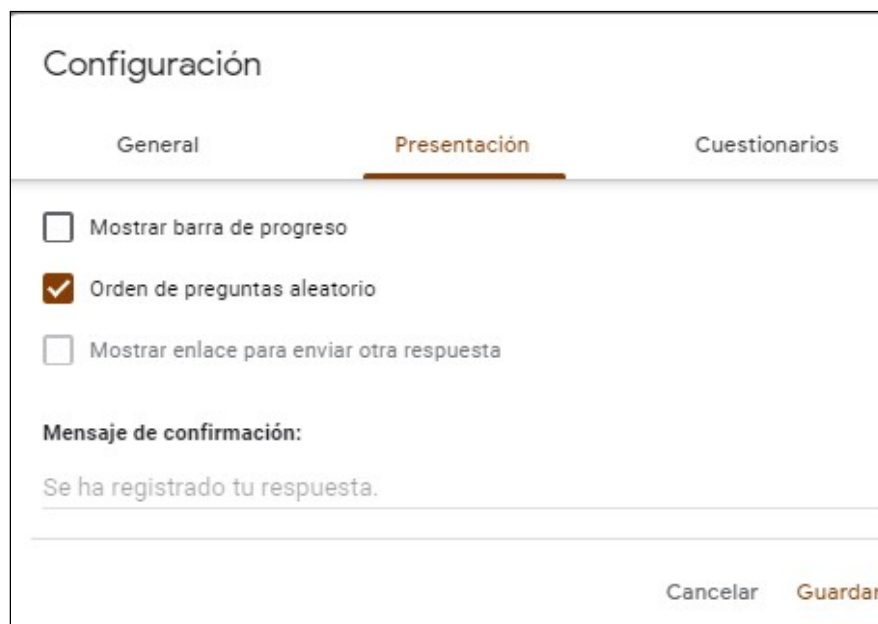 Configuración
General Presentación Cuestionarios
Mostrar barra de progreso
Orden de preguntas aleatorio
Mostrar enlace para enviar otra respuesta
Mensaje de confirmación:
Se ha registrado tu respuesta.
Cancelar Guardar